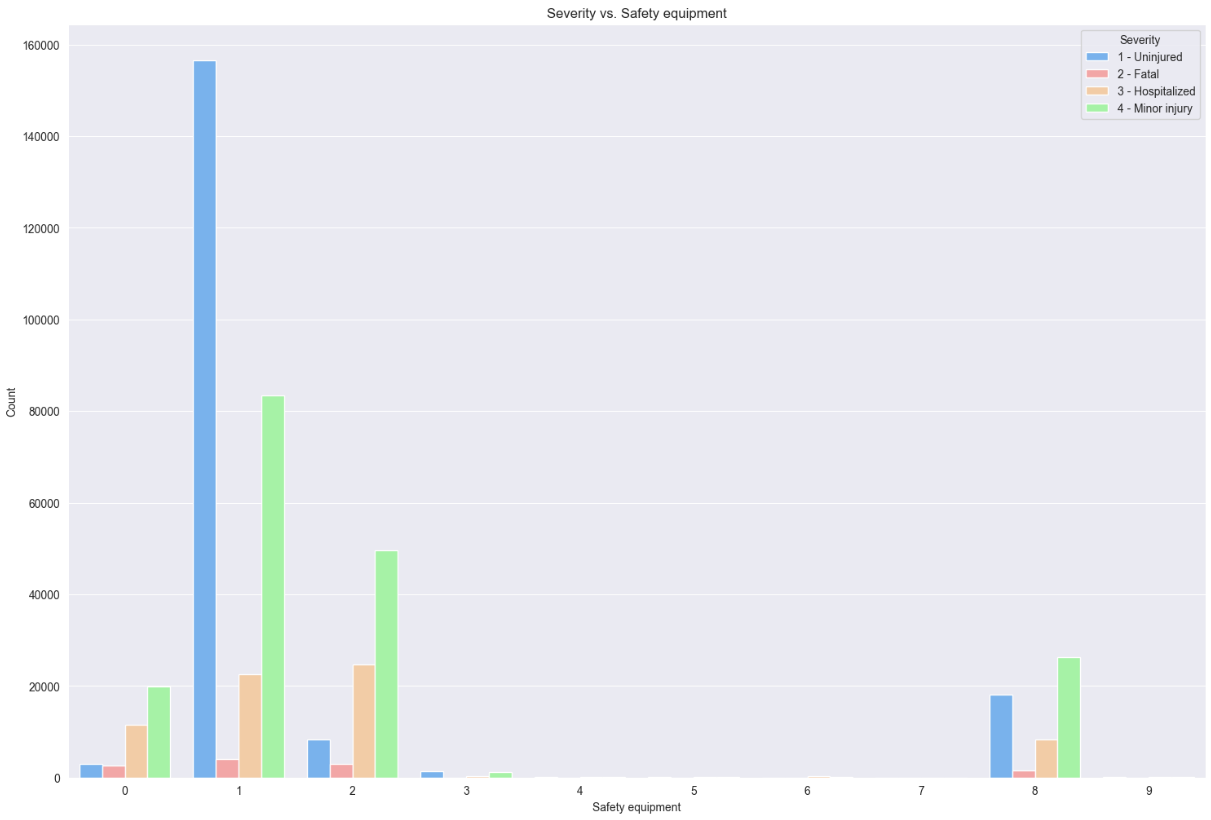 Severity vs. Safety equipment
Severity
1 - Uninjured
2 - Fatal
3 - Hospitalized
4 - Minor injury
160000
140000
120000
100000
80000
60000
40000
20000
0
Count
0 1 2 3 4 5 6 7 8 9
Safety equipment